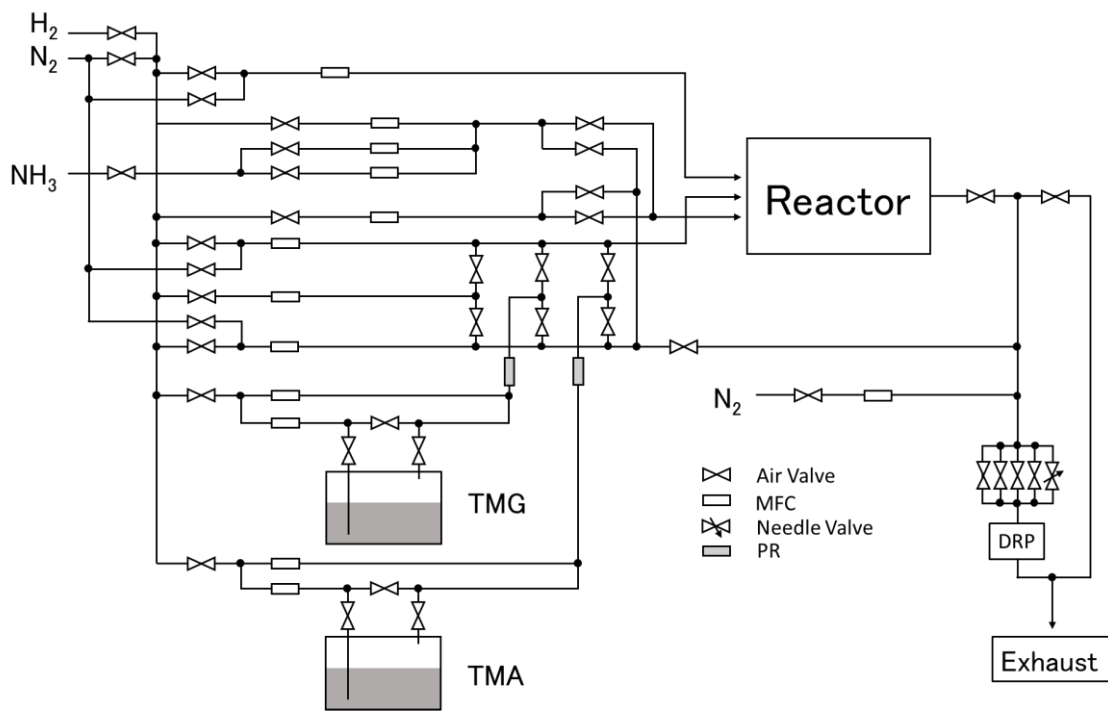 H₂
N₂
NH₃
Reactor
N₂
TMG
Air Valve
MFC
Needle Valve
PR
DRP
TMA
Exhaust